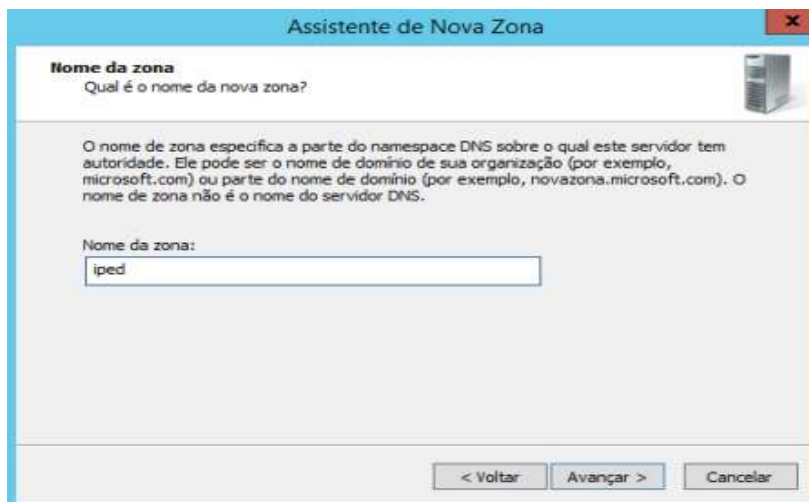 Assistente de Nova Zona
Nome da zona
Qual é o nome da nova zona?
O nome de zona especifica a parte do namespace DNS sobre o qual este servidor tem
autoridade. Ele pode ser o nome de domínio de sua organização (por exemplo,
microsoft.com) ou parte do nome de domínio (por exemplo, novazona.microsoft.com). O
nome de zona não é o nome do servidor DNS.
Nome da zona:
iped
< Voltar Avançar > Cancelar